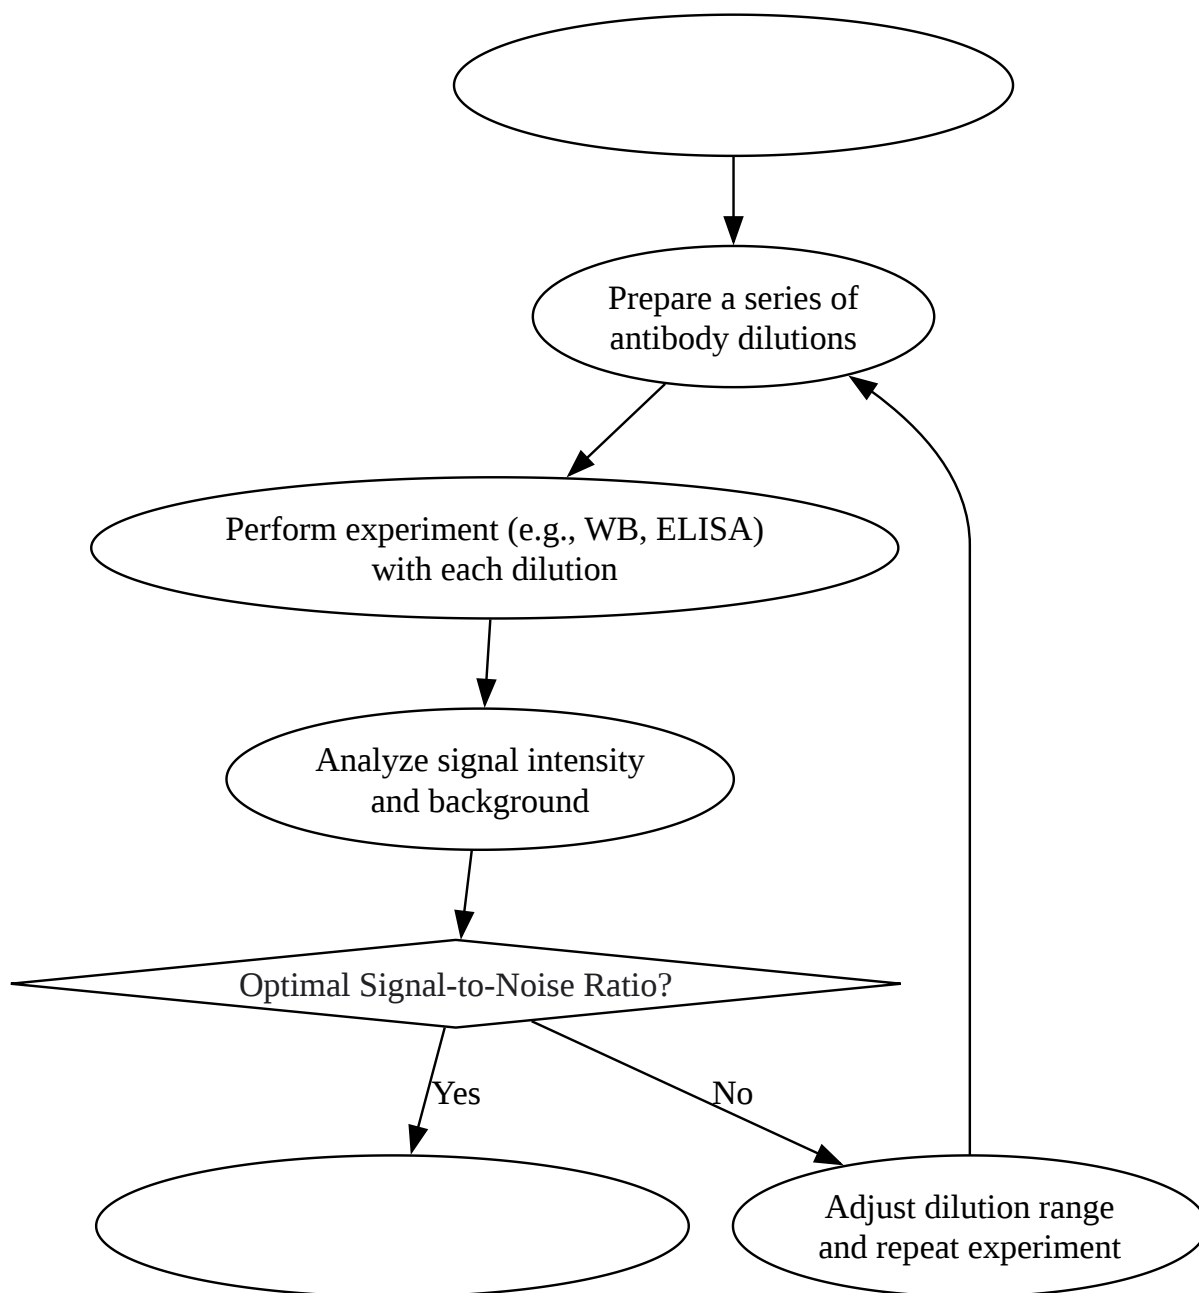 Prepare a series of
antibody dilutions
Perform experiment (e.g., WB, ELISA)
with each dilution
Analyze signal intensity
and background
Optimal Signal-to-Noise Ratio?
Yes
No
Adjust dilution range
and repeat experiment